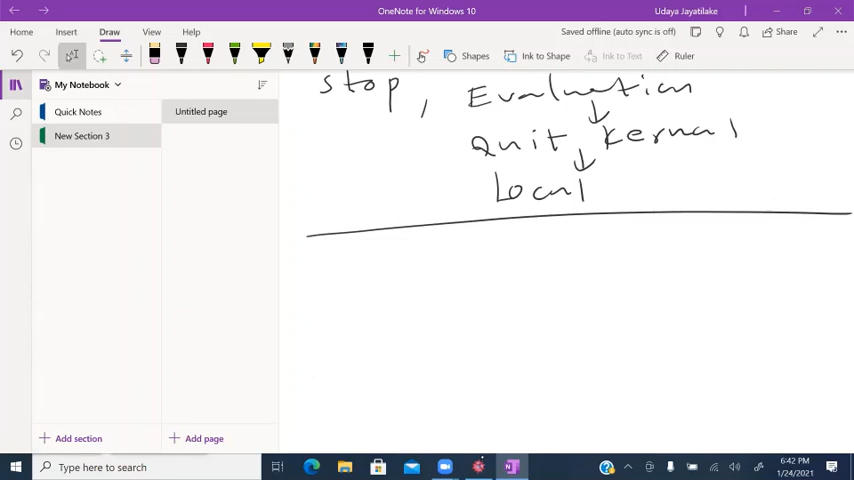 OneNote for Windows 10
Udaya Jayatilake
Home Insert Draw View Help
Saved offline (auto sync is off) Share
Shapes Ink to Shape Ink to Text Ruler
My Notebook
Quick Notes Untitled page
New Section 3
stop, Evaluation
Quit Kernal
Local
Add section Add page
Type here to search
6:42 PM
1/24/2021